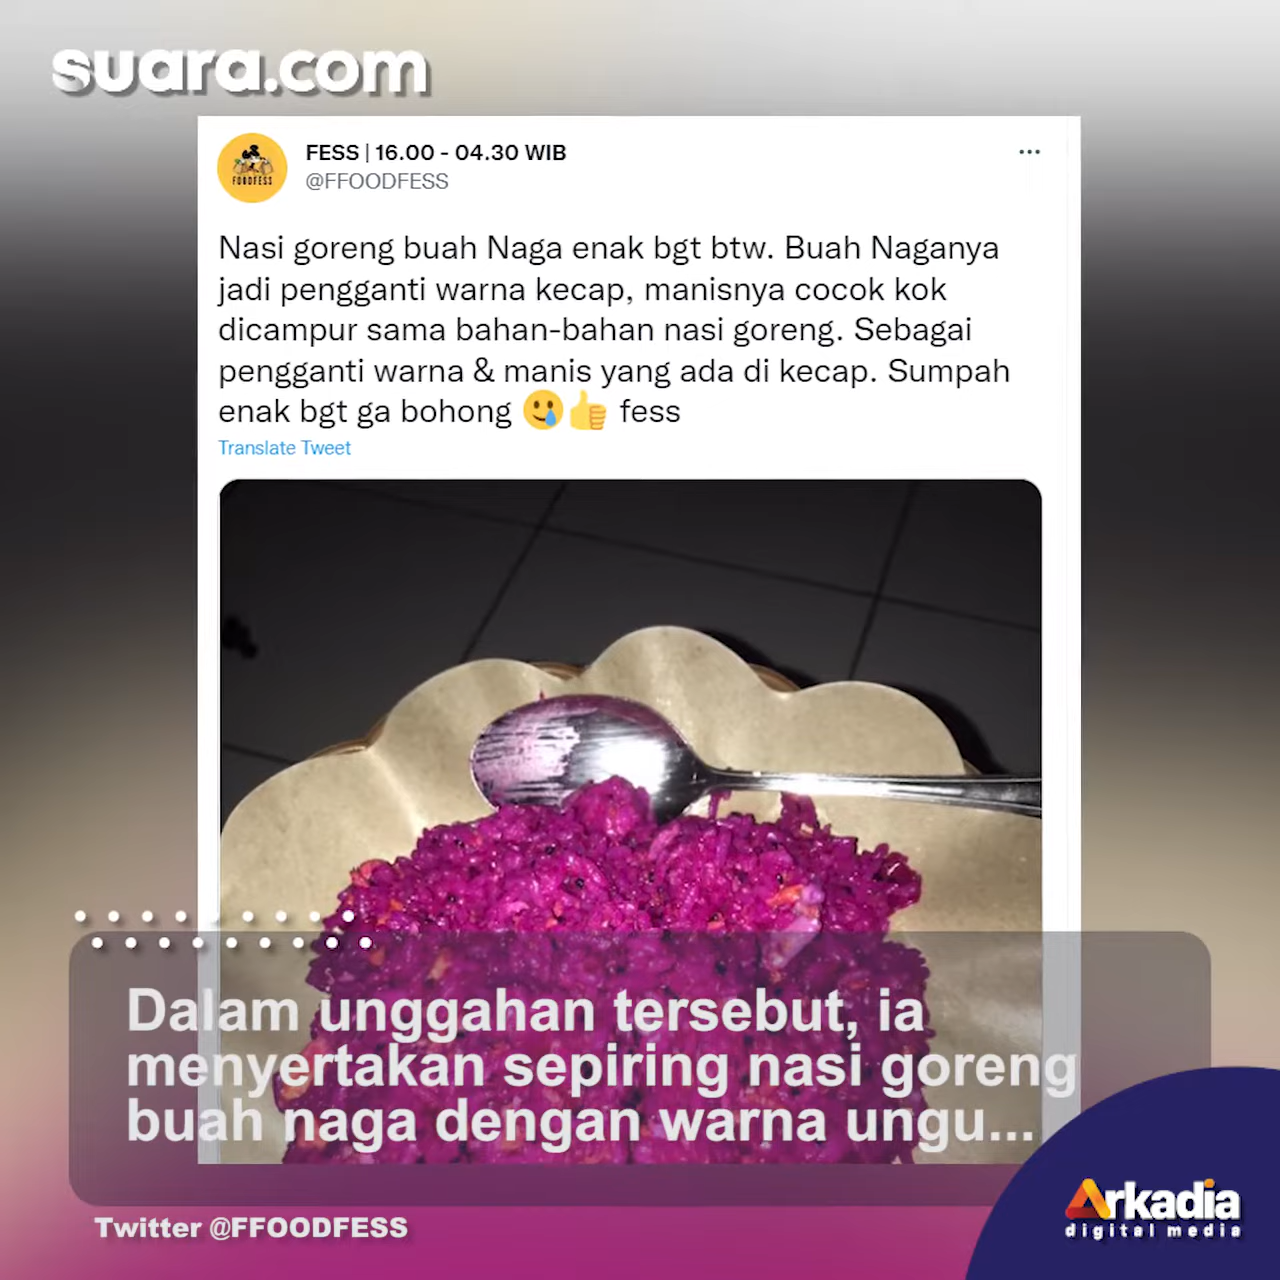 suara.com
FOODFESS
FESS | 16.00 - 04.30 WIB
@FFOODFESS
Nasi goreng buah Naga enak bgt btw. Buah Naganya
jadi pengganti warna kecap, manisnya cocok kok
dicampur sama bahan-bahan nasi goreng. Sebagai
pengganti warna & manis yang ada di kecap. Sumpah
enak bgt ga bohong 🥲👍 fess
Translate Tweet
Dalam unggahan tersebut, ia
menyertakan sepiring nasi goreng
buah naga dengan warna ungu...
Twitter @FFOODFESS
Arkadia
digital media